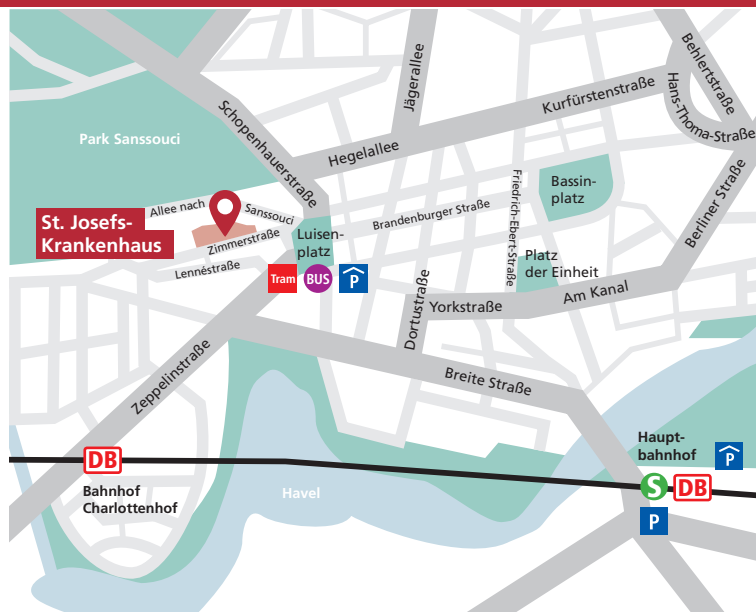 Behlertstraße
Jägerallee
Kurfürstenstraße
Hans-Thoma-Straße
Schopenhauerstraße
Park Sanssouci
Hegelallee
Berliner Straße
Bassin-
platz
Friedrich-Ebert-Straße
Allee nach
Sanssouci
St. Josefs-
Krankenhaus
Zimmerstraße
Luisen-
platz
Brandenburger Straße
Lennéstraße
Platz
der Einheit
Tram
BUS
P
Am Kanal
Yorkstraße
Dortustraße
Zeppelinstraße
Breite Straße
Haupt-
bahnhof
P
DB
Bahnhof
Charlottenhof
Havel
S
DB
P